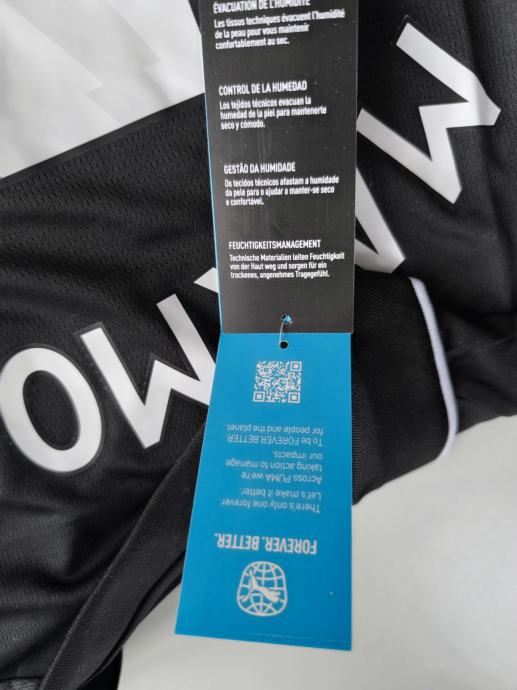 ÉVACUATION DE L'HUMIDITÉ
Les tissus techniques évacuent l'humidité
de la peau pour vous maintenir
confortablement au sec.
CONTROL DE LA HUMEDAD
Los tejidos técnicos evacuan la
humedad de la piel para mantenerte
seco y cómodo.
GESTÃO DA HUMIDADE
Os tecidos técnicos afastam a humidade
da pele para o ajudar a manter-se seco
e confortável.
FEUCHTIGKEITSMANAGEMENT
Technische Materialien leiten Feuchtigkeit
von der Haut weg und sorgen für ein
trockenes, angenehmes Tragegefühl.
FOREVER. BETTER.
There's only one forever.
Let's make it better.
Across PUMA we're
taking action to manage
our impacts.
To be FOREVER.BETTER.
for people and the planet.